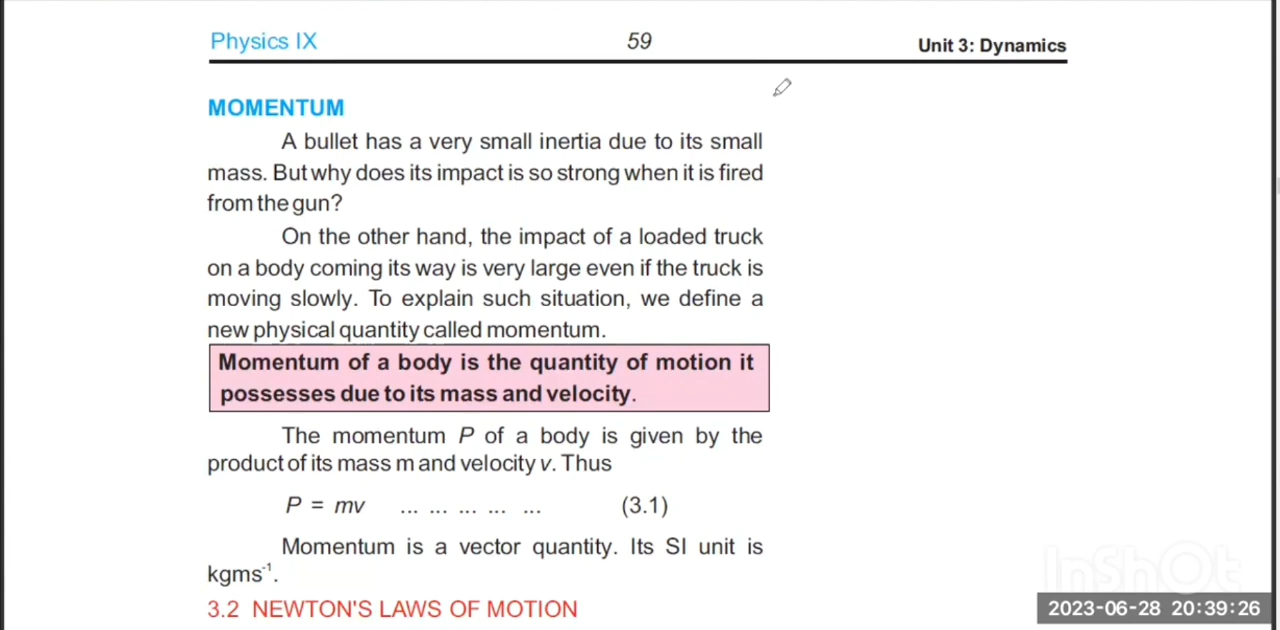 Physics IX 59 Unit 3: Dynamics
MOMENTUM
A bullet has a very small inertia due to its small
mass. But why does its impact is so strong when it is fired
from the gun?
On the other hand, the impact of a loaded truck
on a body coming its way is very large even if the truck is
moving slowly. To explain such situation, we define a
new physical quantity called momentum.
Momentum of a body is the quantity of motion it
possesses due to its mass and velocity.
The momentum P of a body is given by the
product of its mass m and velocity v. Thus
P = mv ... ... ... ... ... (3.1)
Momentum is a vector quantity. Its SI unit is
kgms⁻¹.
3.2 NEWTON'S LAWS OF MOTION
InShOt
2023-06-28 20:39:26